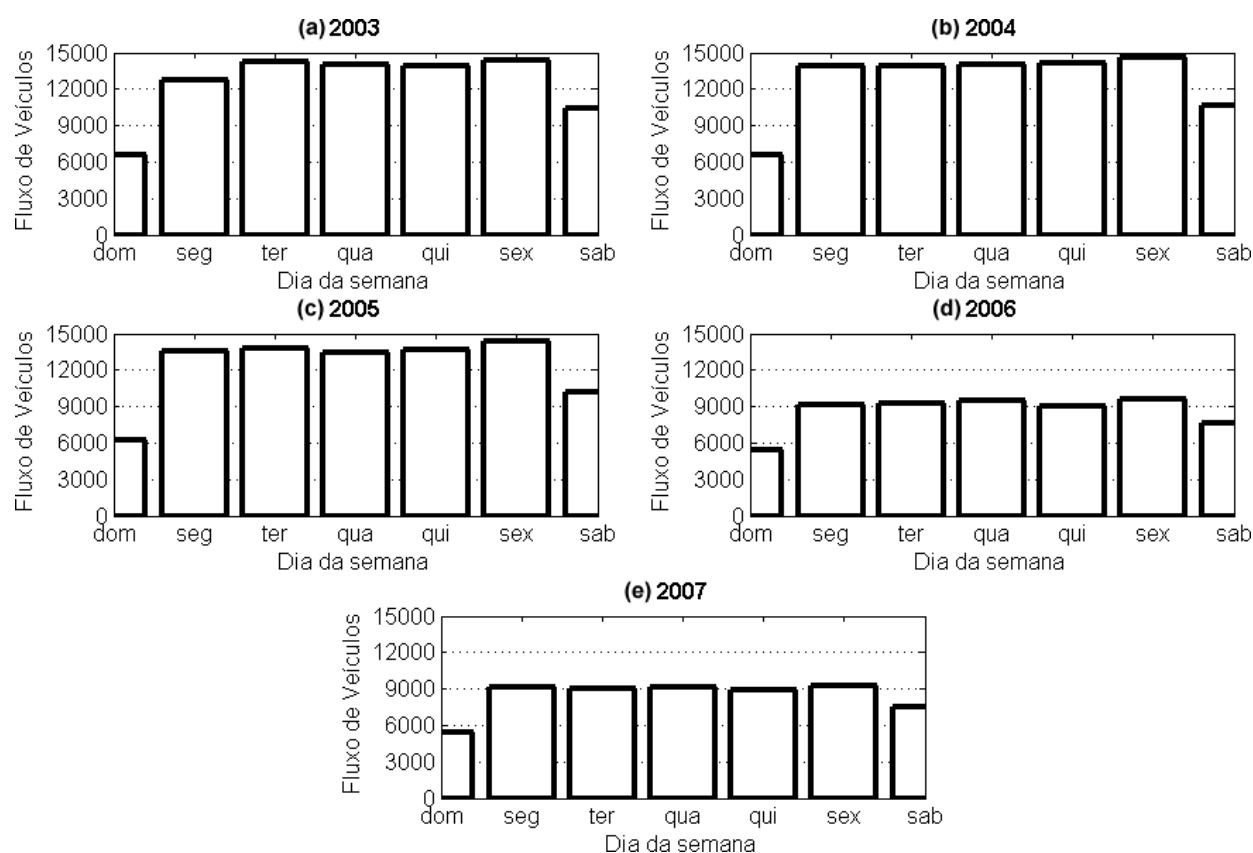 (a) 2003
15000
12000
9000
6000
3000
0
Fluxo de Veículos
dom seg ter qua qui sex sab
Dia da semana
(b) 2004
15000
12000
9000
6000
3000
0
Fluxo de Veículos
dom seg ter qua qui sex sab
Dia da semana
(c) 2005
15000
12000
9000
6000
3000
0
Fluxo de Veículos
dom seg ter qua qui sex sab
Dia da semana
(d) 2006
15000
12000
9000
6000
3000
0
Fluxo de Veículos
dom seg ter qua qui sex sab
Dia da semana
(e) 2007
15000
12000
9000
6000
3000
0
Fluxo de Veículos
dom seg ter qua qui sex sab
Dia da semana